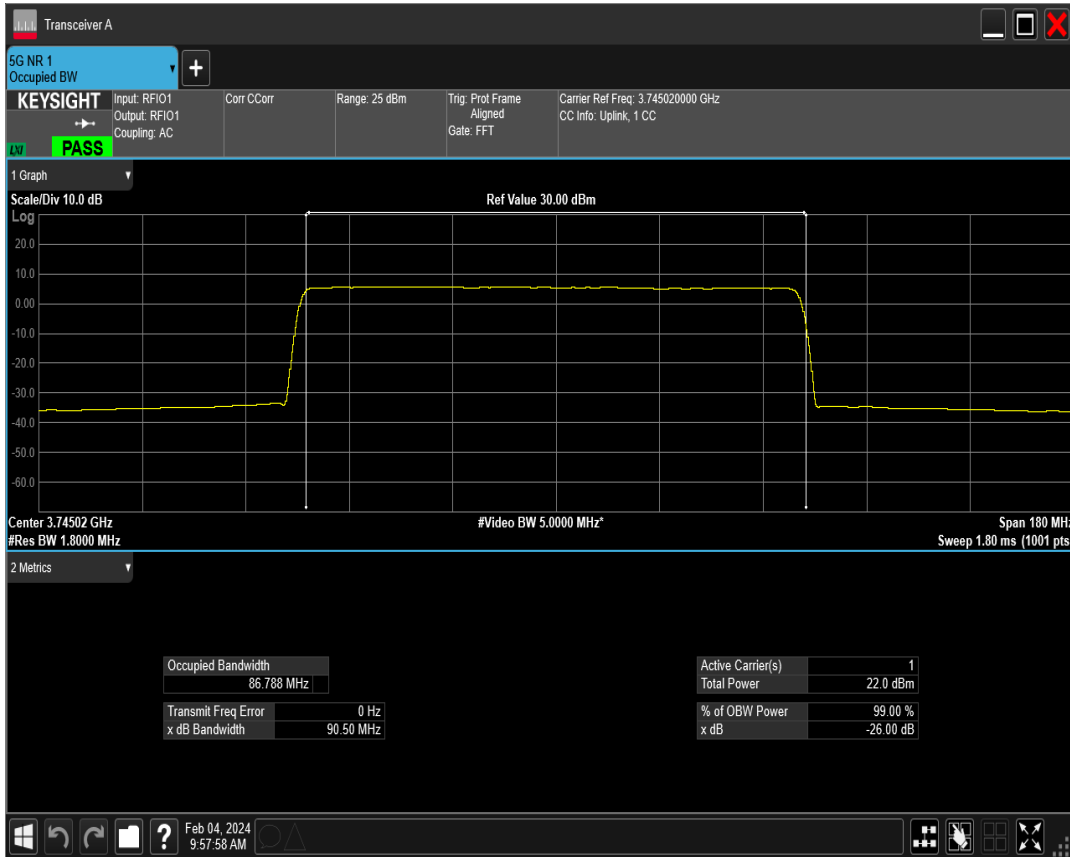 Transceiver A
5G NR 1
Occupied BW
KEYSIGHT
LXI
PASS
Input: RFIO1
Output: RFIO1
Coupling: AC
Corr CCorr
Range: 25 dBm
Trig: Prot Frame
Aligned
Gate: FFT
Carrier Ref Freq: 3.745020000 GHz
CC Info: Uplink, 1 CC
1 Graph
Scale/Div 10.0 dB
Ref Value 30.00 dBm
Log
20.0
10.0
0.00
-10.0
-20.0
-30.0
-40.0
-50.0
-60.0
Center 3.74502 GHz
#Video BW 5.0000 MHz*
Span 180 MHz
#Res BW 1.8000 MHz
Sweep 1.80 ms (1001 pts
2 Metrics
Occupied Bandwidth
86.788 MHz
Transmit Freq Error 0 Hz
x dB Bandwidth 90.50 MHz
Active Carrier(s) 1
Total Power 22.0 dBm
% of OBW Power 99.00 %
x dB -26.00 dB
?
Feb 04, 2024
9:57:58 AM